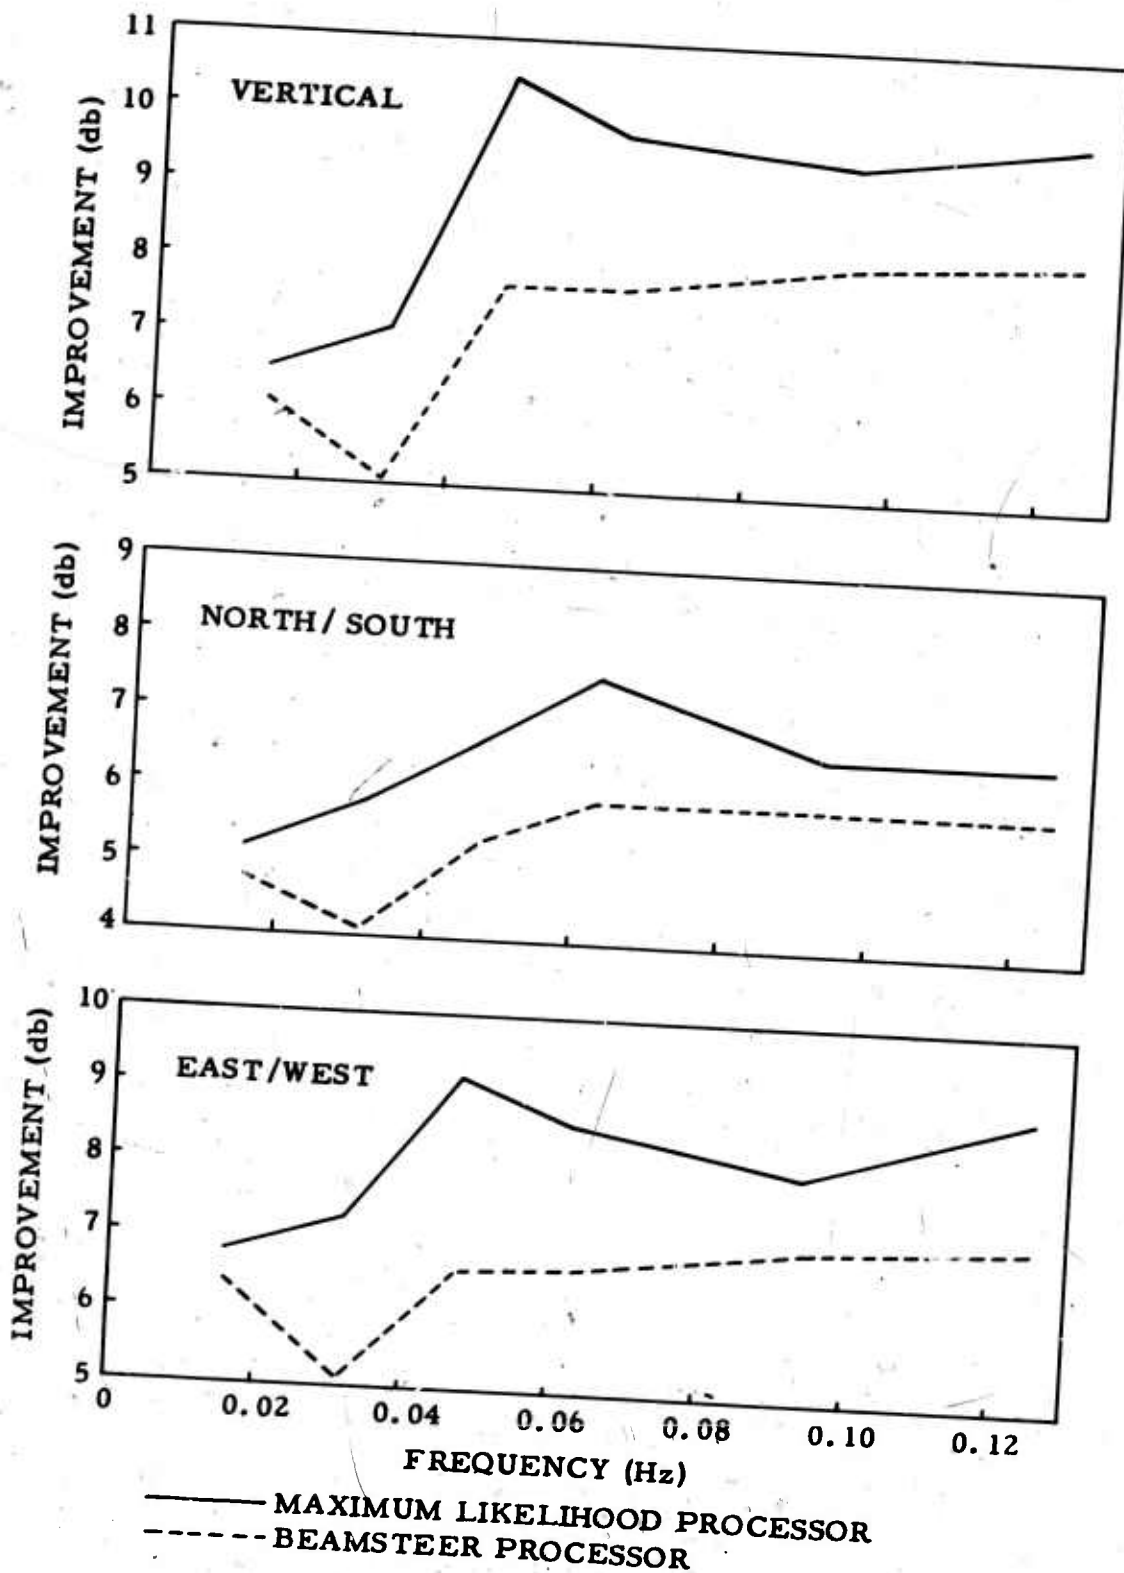 11
VERTICAL
10
9
8
7
6
5
IMPROVEMENT (db)
9
NORTH/ SOUTH
8
7
6
5
4
IMPROVEMENT (db)
10
EAST/WEST
9
8
7
6
5
IMPROVEMENT (db)
0 0.02 0.04 0.06 0.08 0.10 0.12
FREQUENCY (Hz)
MAXIMUM LIKELIHOOD PROCESSOR
BEAMSTEER PROCESSOR